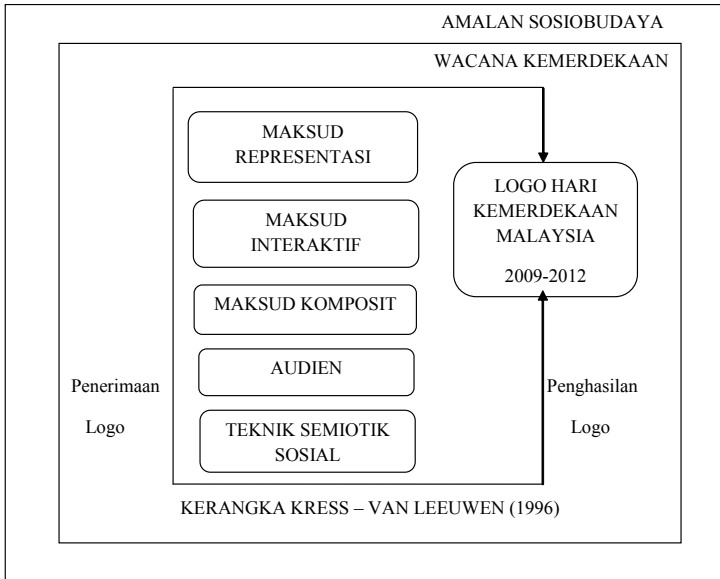 AMALAN SOSIOBUDAYA
WACANA KEMERDEKAAN
MAKSUD
REPRESENTASI
MAKSUD
INTERAKTIF
MAKSUD KOMPOSIT
AUDIEN
TEKNIK SEMIOTIK
SOSIAL
LOGO HARI
KEMERDEKAAN
MALAYSIA
2009-2012
Penerimaan
Logo
Penghasilan
Logo
KERANGKA KRESS – VAN LEEUWEN (1996)